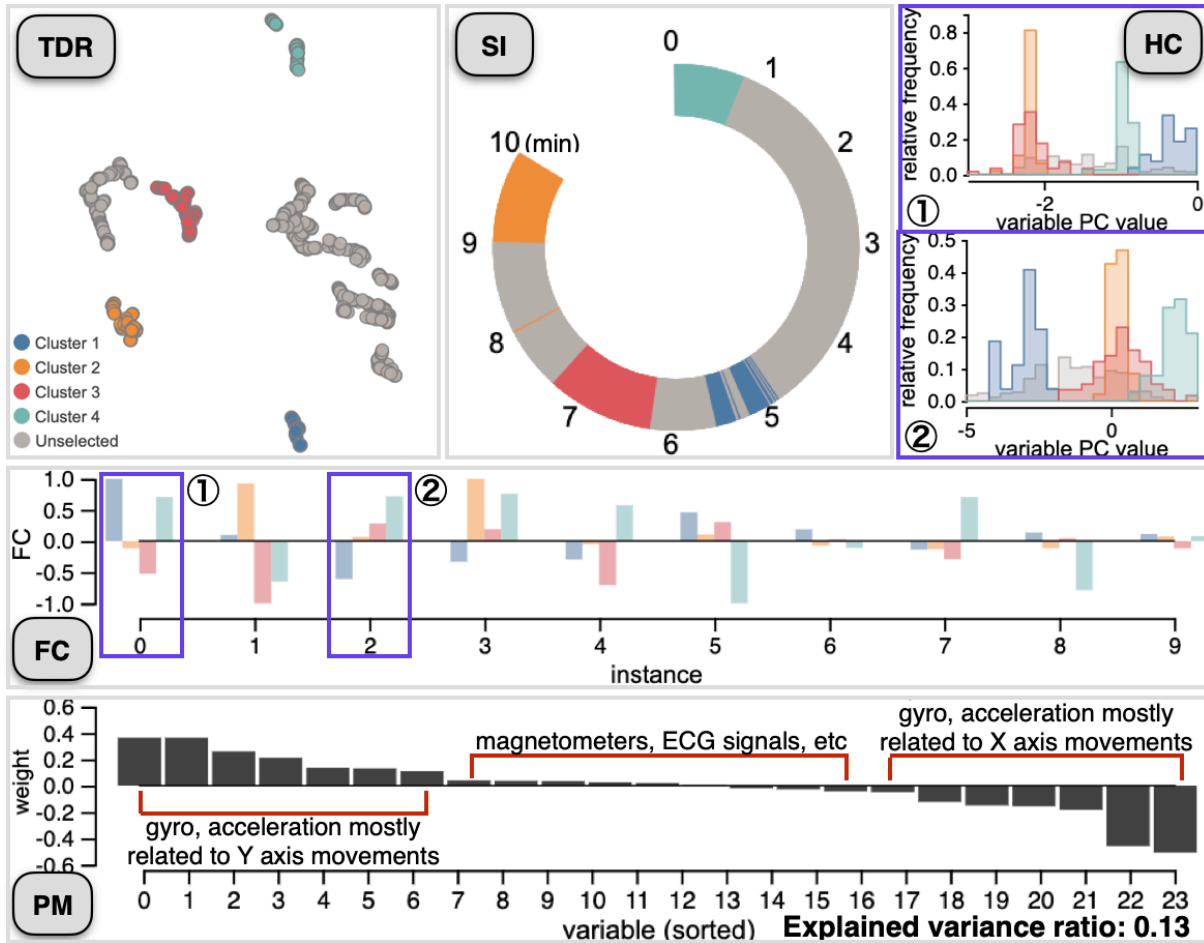 TDR
Cluster 1
Cluster 2
Cluster 3
Cluster 4
Unselected
SI
0
1
2
3
4
5
6
7
8
9
10 (min)
HC
relative frequency
0.8
0.6
0.4
0.2
0.0
-2
0
①
variable PC value
relative frequency
0.5
0.4
0.3
0.2
0.1
0.0
-5
0
②
variable PC value
FC
1.0
0.5
0.0
-0.5
-1.0
①
②
0 1 2 3 4 5 6 7 8 9
instance
FC
weight
0.6
0.4
0.2
0.0
-0.2
-0.4
-0.6
gyro, acceleration mostly
related to Y axis movements
magnetometers, ECG signals, etc
gyro, acceleration mostly
related to X axis movements
PM
0 1 2 3 4 5 6 7 8 9 10 11 12 13 14 15 16 17 18 19 20 21 22 23
variable (sorted)
Explained variance ratio: 0.13